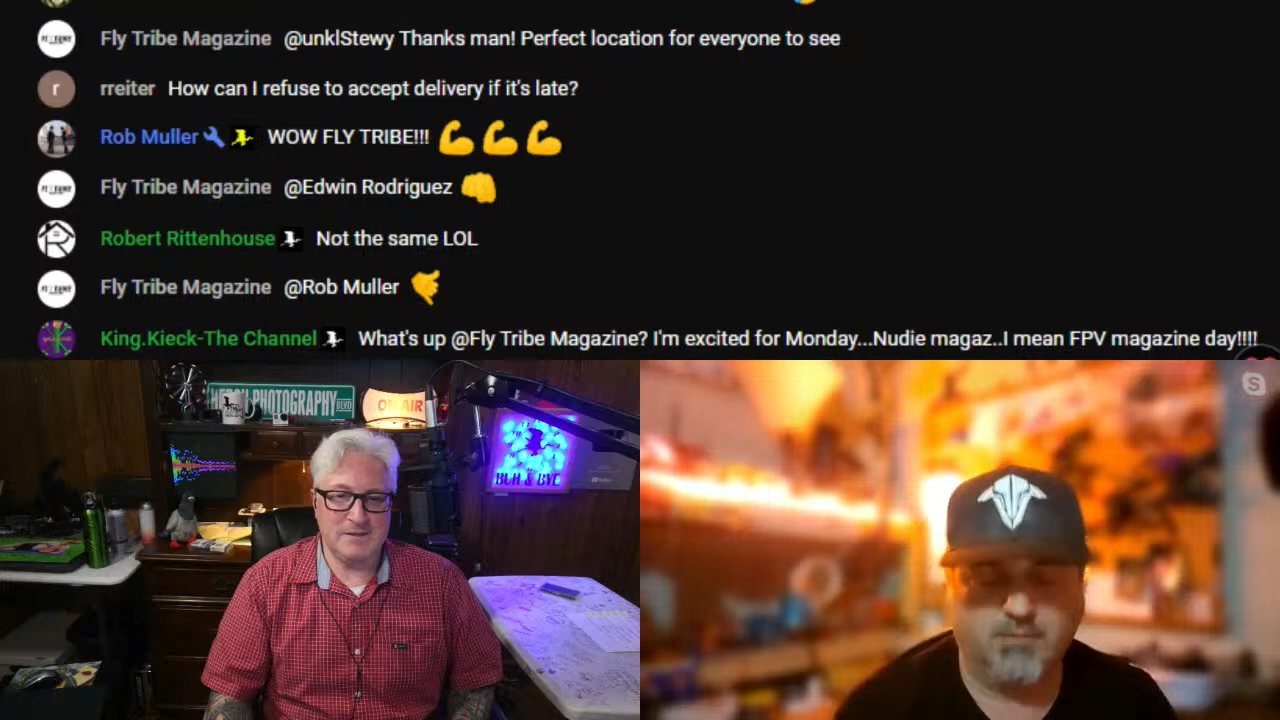 Fly Tribe Magazine @unklStewy Thanks man! Perfect location for everyone to see
r rreiter How can I refuse to accept delivery if it's late?
Rob Muller WOW FLY TRIBE!!!
Fly Tribe Magazine @Edwin Rodriguez
Robert Rittenhouse Not the same LOL
Fly Tribe Magazine @Rob Muller
King.Kieck-The Channel What's up @Fly Tribe Magazine? I'm excited for Monday...Nudie magaz..I mean FPV magazine day!!!!
PHOTOGRAPHY BLVD
ON AIR
BUH & BYE